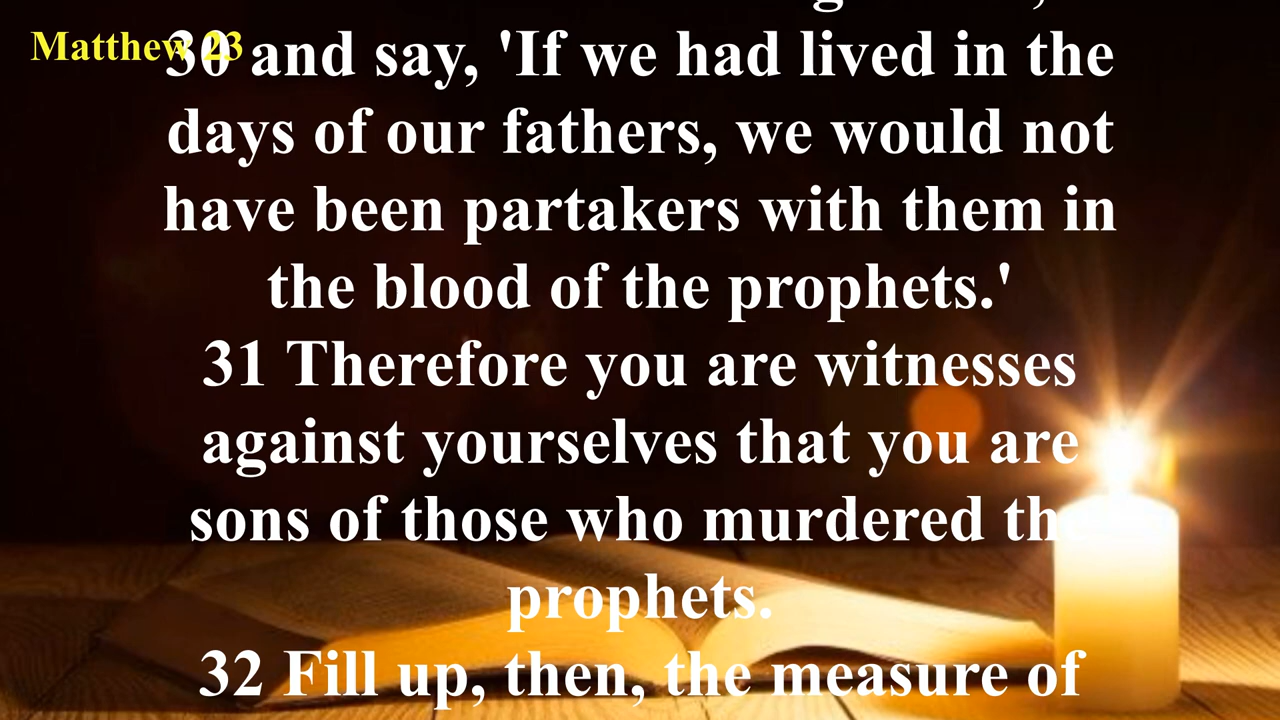 Matthew 23
30 and say, 'If we had lived in the
days of our fathers, we would not
have been partakers with them in
the blood of the prophets.'
31 Therefore you are witnesses
against yourselves that you are
sons of those who murdered the
prophets.
32 Fill up, then, the measure of